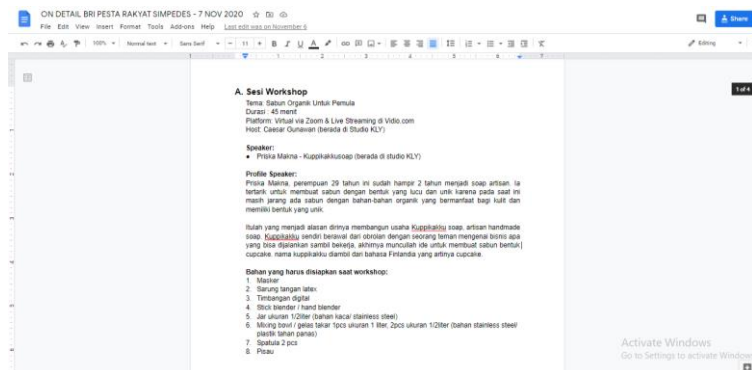 ON DETAIL BRI PESTA RAKYAT SIMPEDES - 7 NOV 2020
File Edit View Insert Format Tools Add-ons Help Last edit was on November 6
Share
100% Normal text Sans Serif - 11 + B I U A Editing
1 of 4
A. Sesi Workshop
Tema: Sabun Organik Untuk Pemula
Durasi : 45 menit
Platform: Virtual via Zoom & Live Streaming di Vidio.com
Host: Caesar Gunawan (berada di Studio KLY)
Speaker:
● Priska Makna - Kuppikakkusoap (berada di studio KLY)
Profile Speaker:
Priska Makna, perempuan 29 tahun ini sudah hampir 2 tahun menjadi soap artisan. Ia
tertarik untuk membuat sabun dengan bentuk yang lucu dan unik karena pada saat ini
masih jarang ada sabun dengan bahan-bahan organik yang bermanfaat bagi kulit dan
memiliki bentuk yang unik.
Itulah yang menjadi alasan dirinya membangun usaha Kuppikakku soap, artisan handmade
soap. Kuppikakku sendiri berawal dari obrolan dengan seorang teman mengenai bisnis apa
yang bisa dijalankan sambil bekerja, akhirnya muncullah ide untuk membuat sabun bentuk
cupcake. nama kuppikakku diambil dari bahasa Finlandia yang artinya cupcake.
Bahan yang harus disiapkan saat workshop:
1. Masker
2. Sarung tangan latex
3. Timbangan digital
4. Stick blender / hand blender
5. Jar ukuran 1/2liter (bahan kaca/ stainless steel)
6. Mixing bowl / gelas takar 1pcs ukuran 1 liter, 2pcs ukuran 1/2liter (bahan stainless steel/
plastik tahan panas)
7. Spatula 2 pcs
8. Pisau
Activate Windows
Go to Settings to activate Windows